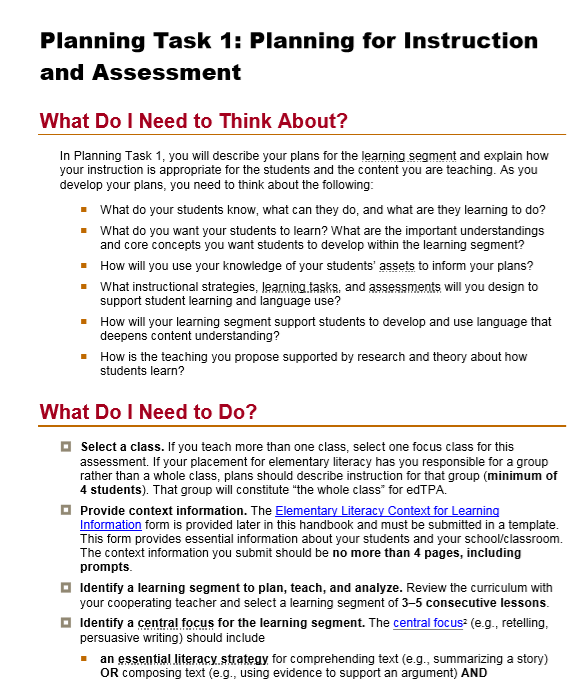 Planning Task 1: Planning for Instruction
and Assessment
What Do I Need to Think About?
In Planning Task 1, you will describe your plans for the learning segment and explain how
your instruction is appropriate for the students and the content you are teaching. As you
develop your plans, you need to think about the following:
What do your students know, what can they do, and what are they learning to do?
What do you want your students to learn? What are the important understandings
and core concepts you want students to develop within the learning segment?
How will you use your knowledge of your students' assets to inform your plans?
What instructional strategies, learning tasks, and assessments will you design to
support student learning and language use?
How will your learning segment support students to develop and use language that
deepens content understanding?
How is the teaching you propose supported by research and theory about how
students learn?
What Do I Need to Do?
Select a class. If you teach more than one class, select one focus class for this
assessment. If your placement for elementary literacy has you responsible for a group
rather than a whole class, plans should describe instruction for that group (minimum of
4 students). That group will constitute "the whole class" for edTPA.
Provide context information. The Elementary Literacy Context for Learning
Information form is provided later in this handbook and must be submitted in a template.
This form provides essential information about your students and your school/classroom.
The context information you submit should be no more than 4 pages, including
prompts.
Identify a learning segment to plan, teach, and analyze. Review the curriculum with
your cooperating teacher and select a learning segment of 3–5 consecutive lessons.
Identify a central focus for the learning segment. The central focus² (e.g., retelling,
persuasive writing) should include
an essential literacy strategy for comprehending text (e.g., summarizing a story)
OR composing text (e.g., using evidence to support an argument) AND